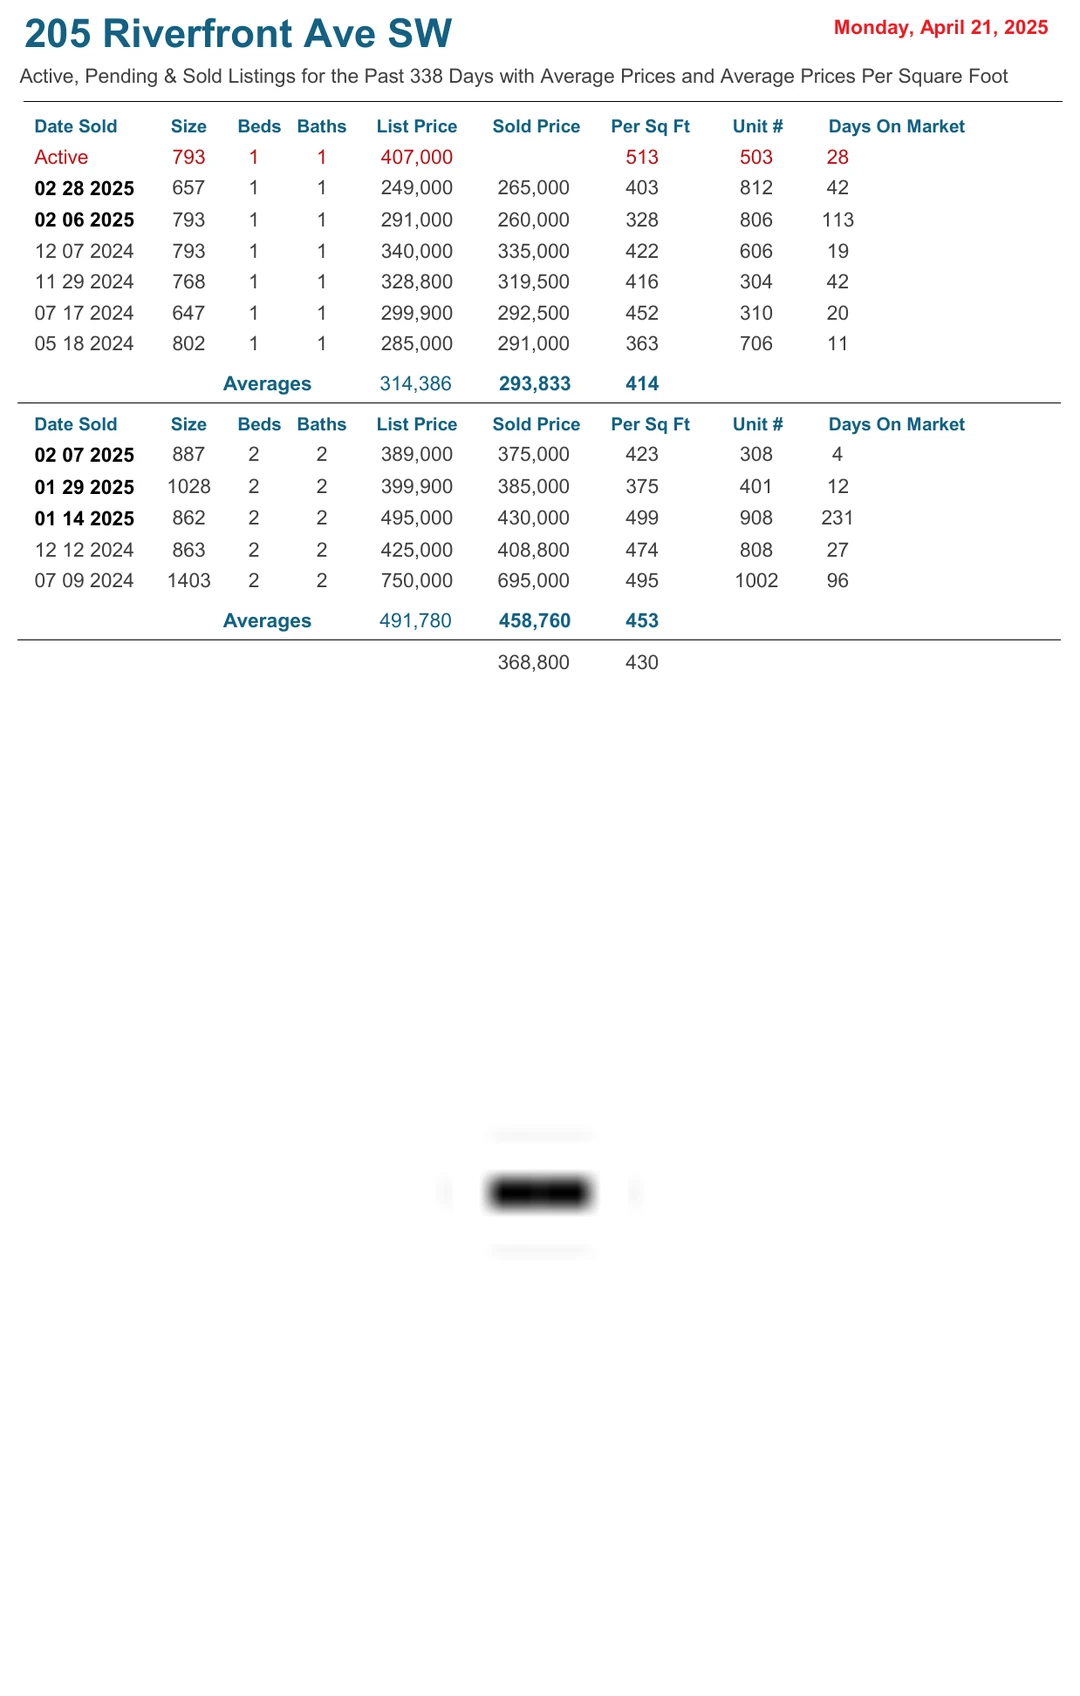 205 Riverfront Ave SW
Monday, April 21, 2025
Active, Pending & Sold Listings for the Past 338 Days with Average Prices and Average Prices Per Square Foot
Date Sold Size Beds Baths List Price Sold Price Per Sq Ft Unit # Days On Market
Active 793 1 1 407,000 513 503 28
02 28 2025 657 1 1 249,000 265,000 403 812 42
02 06 2025 793 1 1 291,000 260,000 328 806 113
12 07 2024 793 1 1 340,000 335,000 422 606 19
11 29 2024 768 1 1 328,800 319,500 416 304 42
07 17 2024 647 1 1 299,900 292,500 452 310 20
05 18 2024 802 1 1 285,000 291,000 363 706 11
Averages 314,386 293,833 414
Date Sold Size Beds Baths List Price Sold Price Per Sq Ft Unit # Days On Market
02 07 2025 887 2 2 389,000 375,000 423 308 4
01 29 2025 1028 2 2 399,900 385,000 375 401 12
01 14 2025 862 2 2 495,000 430,000 499 908 231
12 12 2024 863 2 2 425,000 408,800 474 808 27
07 09 2024 1403 2 2 750,000 695,000 495 1002 96
Averages 491,780 458,760 453
368,800 430